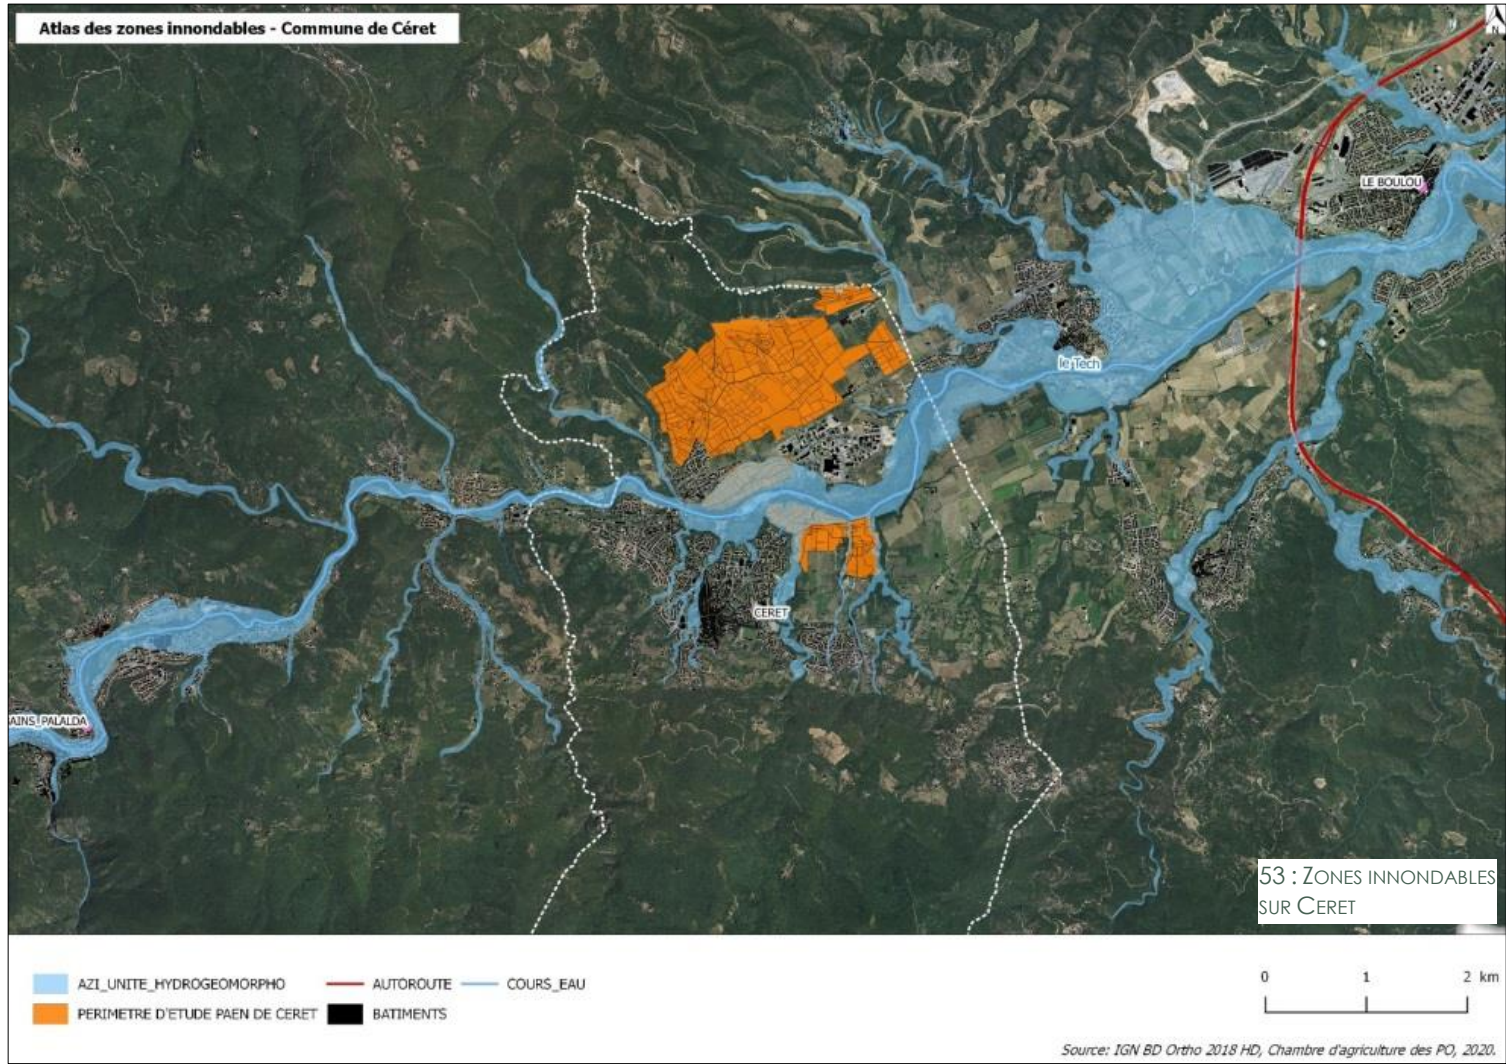 Atlas des zones innondables - Commune de Céret
N
LE BOULOU
le Tech
CERET
AINS_PALALDA
53 : ZONES INNONDABLES
SUR CERET
AZI_UNITE_HYDROGEOMORPHO
AUTOROUTE
COURS_EAU
PERIMETRE D'ETUDE PAEN DE CERET
BATIMENTS
0 1 2 km
Source: IGN BD Ortho 2018 HD, Chambre d'agriculture des PO, 2020.